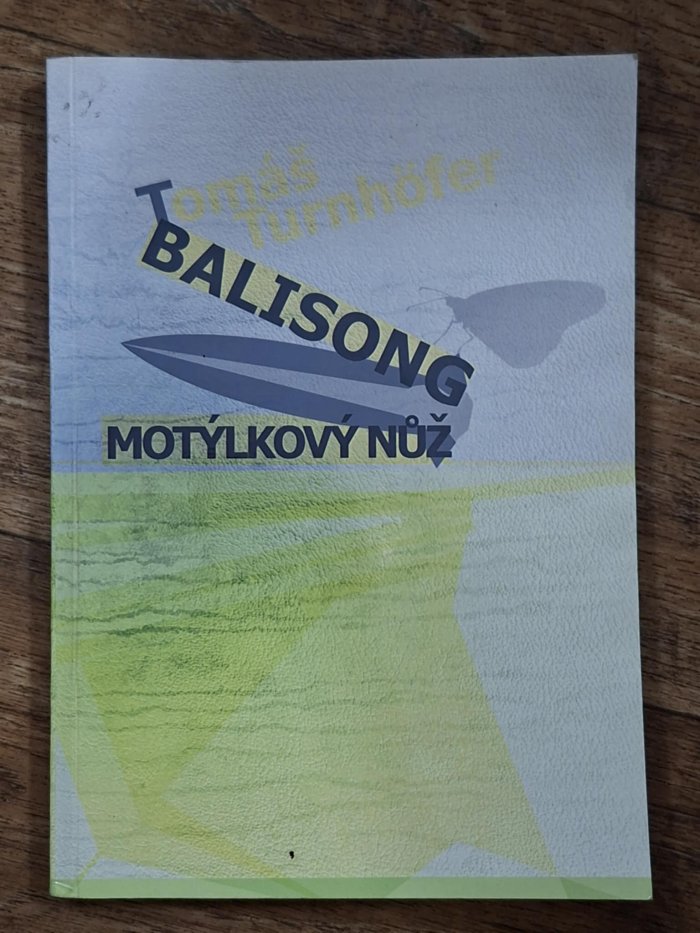 Tomáš
Turnhöfer
BALISONG
MOTÝLKOVÝ NŮŽ